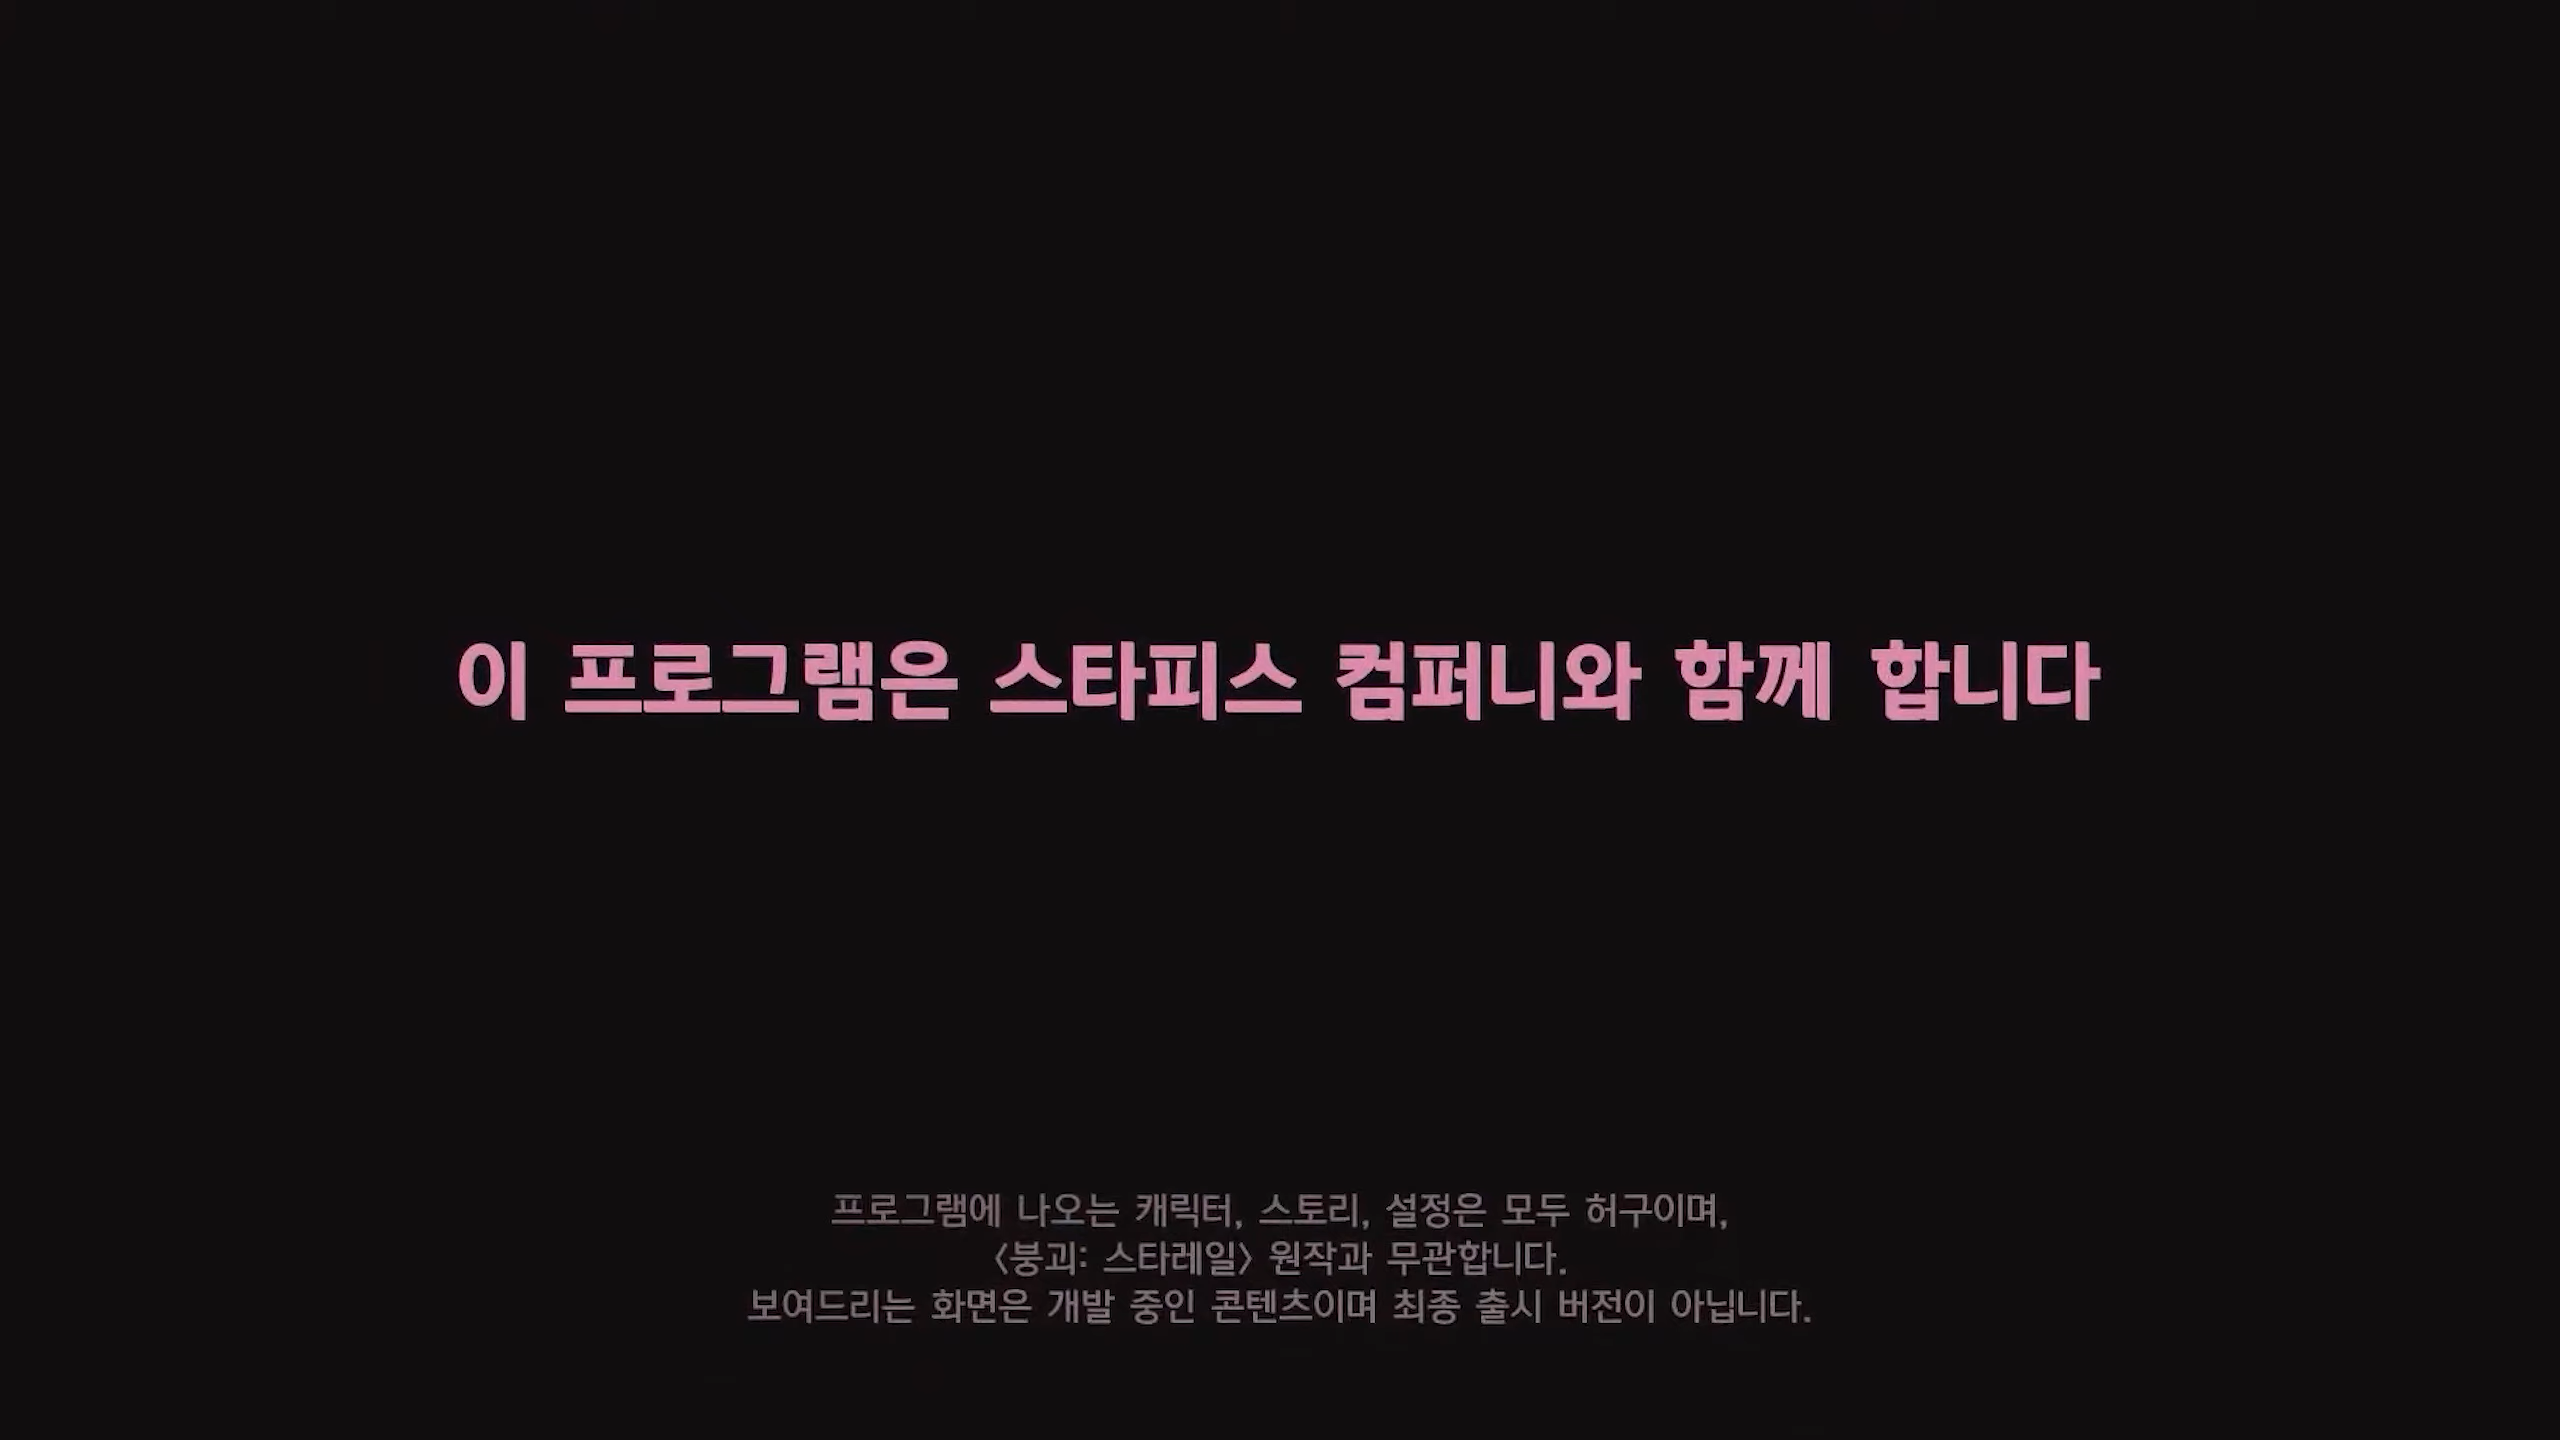 이 프로그램은 스타피스 컴퍼니와 함께 합니다
프로그램에 나오는 캐릭터, 스토리, 설정은 모두 허구이며,
〈붕괴: 스타레일〉 원작과 무관합니다.
보여드리는 화면은 개발 중인 콘텐츠이며 최종 출시 버전이 아닙니다.